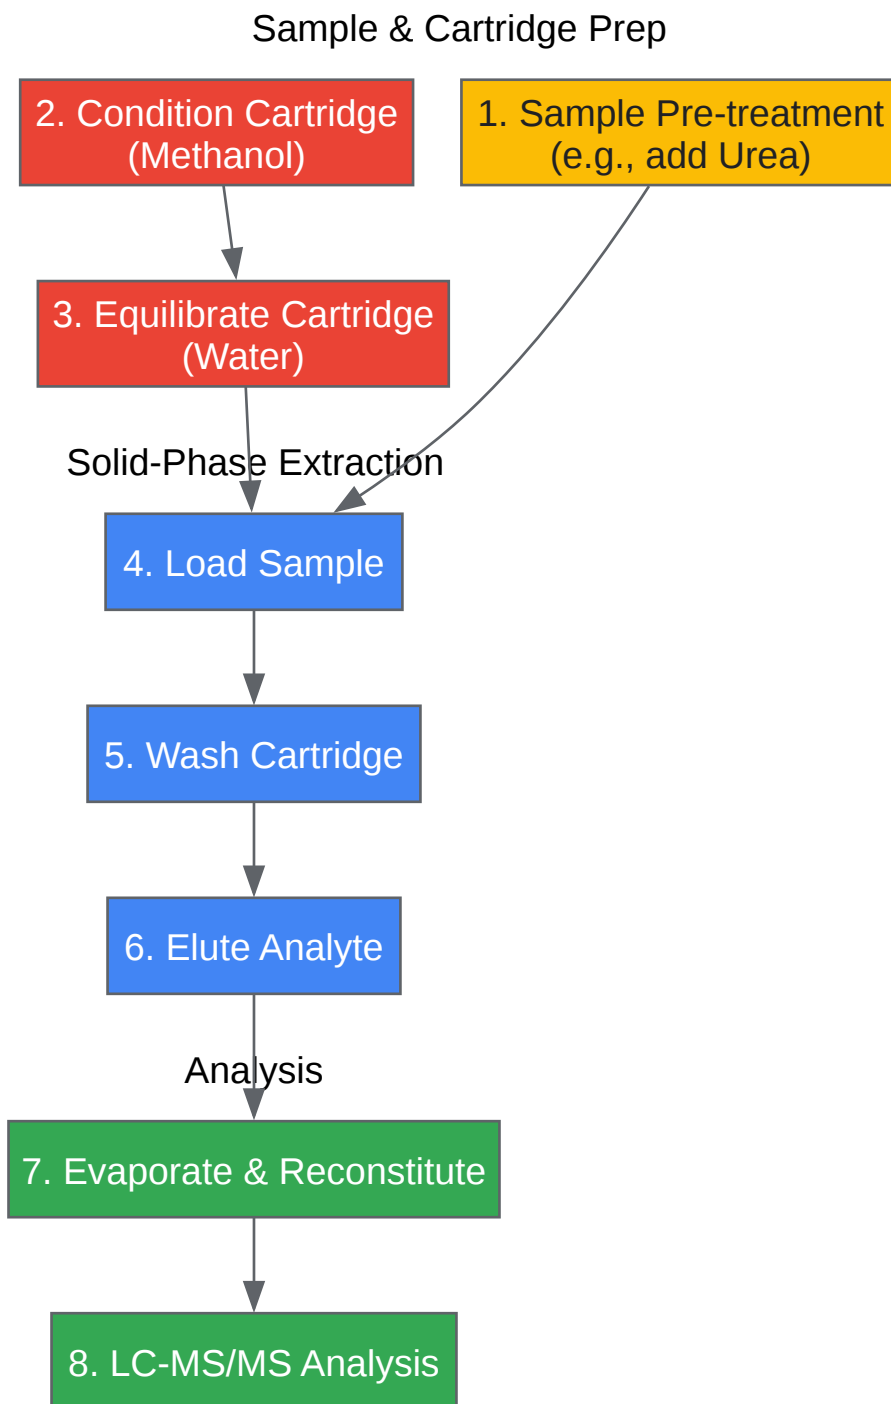 Sample & Cartridge Prep
2. Condition Cartridge
(Methanol)
1. Sample Pre-treatment
(e.g., add Urea)
3. Equilibrate Cartridge
(Water)
Solid-Phase Extraction
4. Load Sample
5. Wash Cartridge
6. Elute Analyte
Analysis
7. Evaporate & Reconstitute
8. LC-MS/MS Analysis